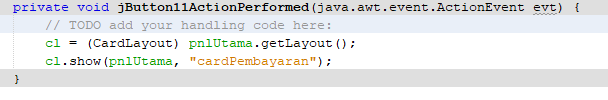 private void jButton11ActionPerformed(java.awt.event.ActionEvent evt) {
// TODO add your handling code here:
cl = (CardLayout) pnlUtama.getLayout();
cl.show(pnlUtama, "cardPembayaran");
}